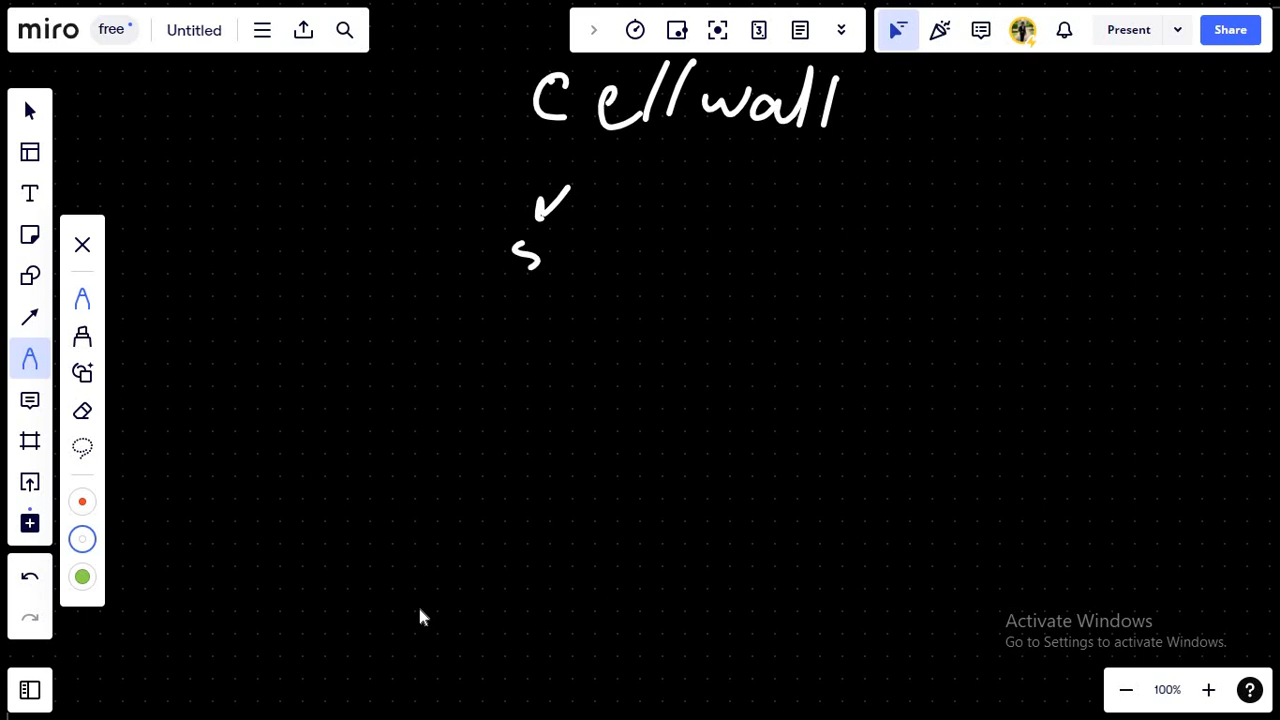 miro free Untitled Present Share
Cell wall
s
Activate Windows
Go to Settings to activate Windows.
100%